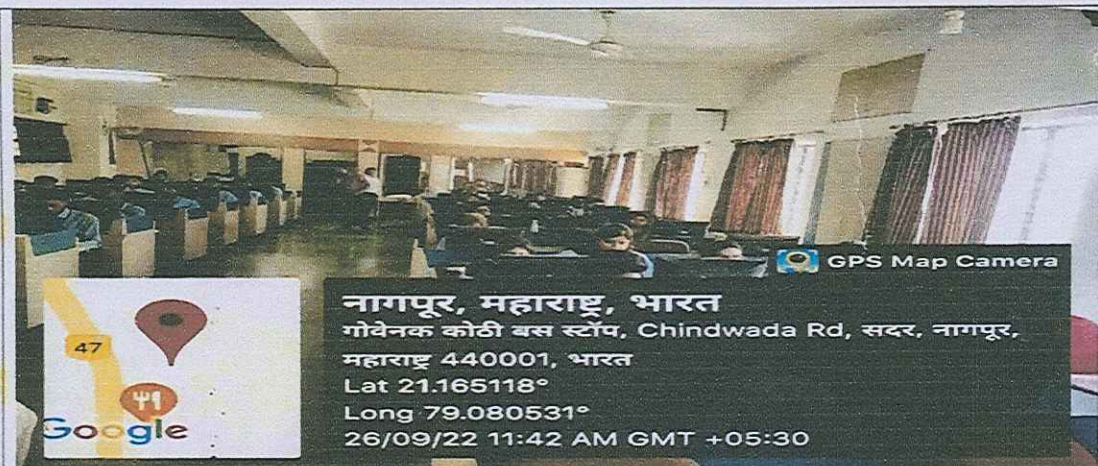 GPS Map Camera
नागपूर, महाराष्ट्र, भारत
गोवेनक कोठी बस स्टॉप, Chindwada Rd, सदर, नागपूर,
महाराष्ट्र 440001, भारत
Lat 21.165118°
Long 79.080531°
26/09/22 11:42 AM GMT +05:30
47
Google